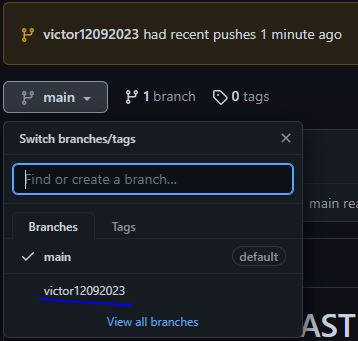 victor12092023 had recent pushes 1 minute ago
main 1 branch 0 tags
Switch branches/tags
Find or create a branch...
Branches Tags
main rea
main default
victor12092023
View all branches
AST